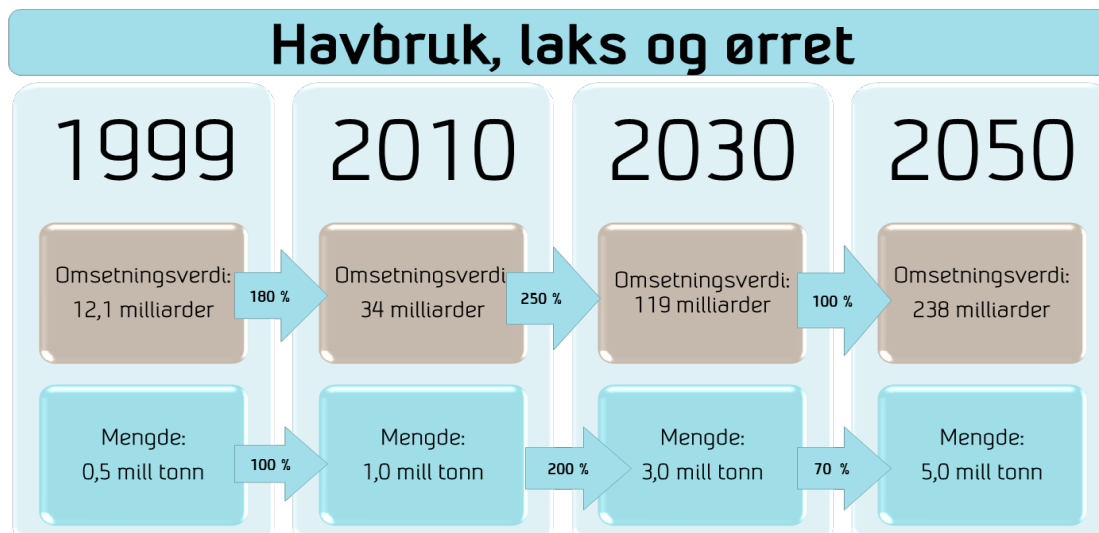 Havbruk, laks og ørret
1999
2010
2030
2050
Omsetningsverdi:
12,1 milliarder
180 %
Omsetningsverdi
34 milliarder
250 %
Omsetningsverdi:
119 milliarder
100 %
Omsetningsverdi:
238 milliarder
Mengde:
0,5 mill tonn
100 %
Mengde:
1,0 mill tonn
200 %
Mengde:
3,0 mill tonn
70 %
Mengde:
5,0 mill tonn